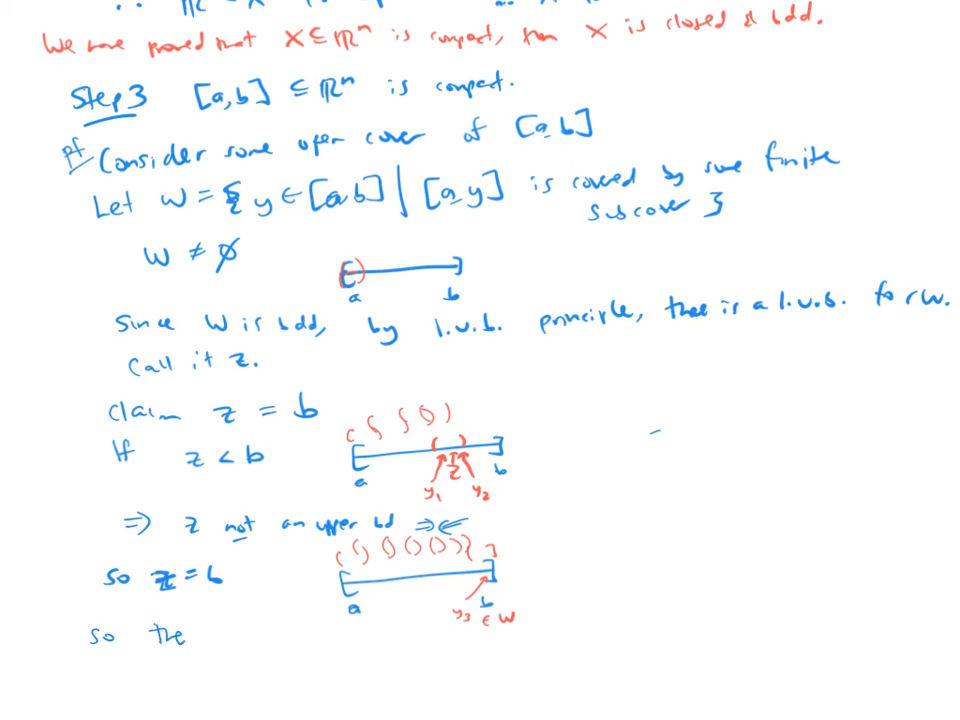 We have proved that X ⊆ ℝⁿ is compact, then X is closed & bdd.
Step 3 [a,b] ⊆ ℝⁿ is compact.
pf Consider some open cover of [a,b]
Let W = { y ∈ [a,b] | [a,y] is covered by some finite
subcover }
W ≠ ∅
a b
Since W is bdd, by l.u.b. principle, there is a l.u.b. for W.
Call it z.
Claim z = b
If z < b
a z b
y₁ y₂
⇒ z not an upper bd ⇒⇐
So z = b
a b
y₃ ∈ W
So the